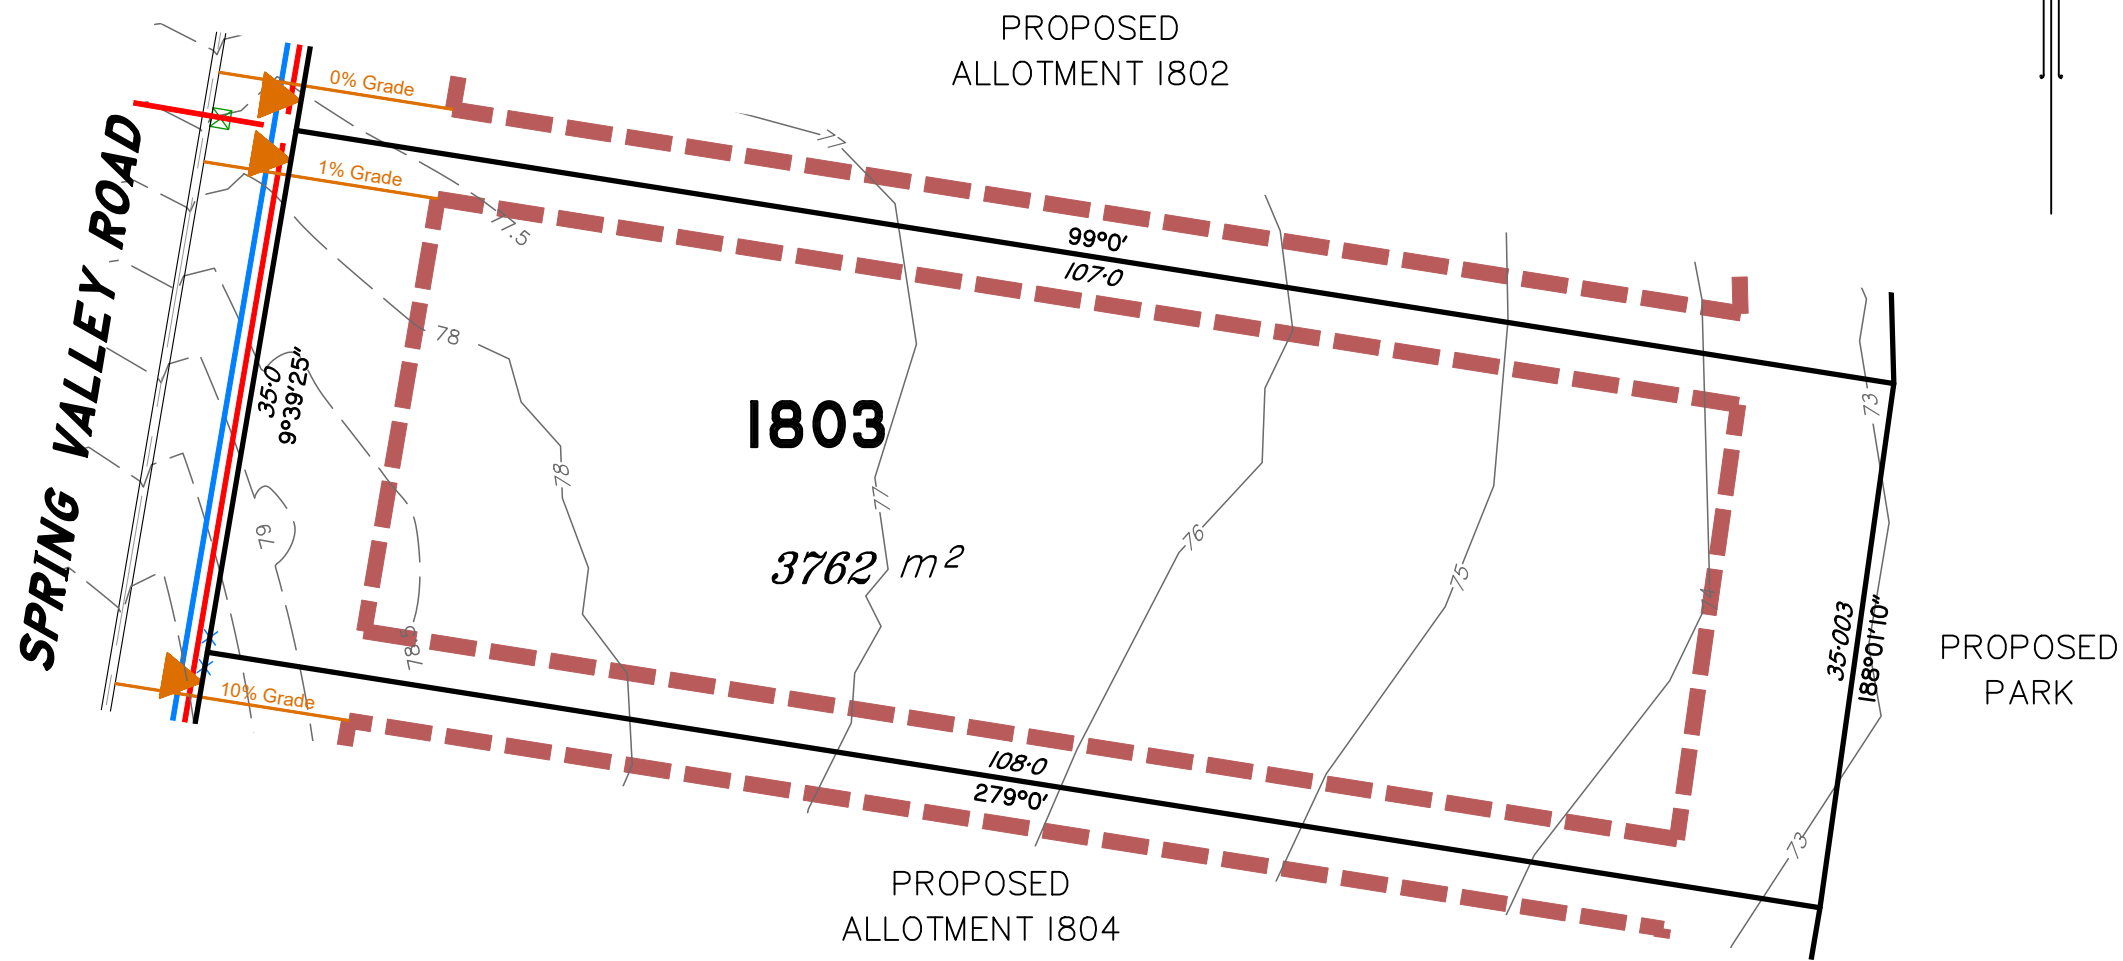 PROPOSED
ALLOTMENT 1802
0% Grade
1% Grade
SPRING VALLEY ROAD
77
77.5
99°0'
107·0
78
35·0
9°39'25"
1803
73
78
77
79
76
3762 m²
75
74
35·003
188°01'10"
78.5
PROPOSED
PARK
10% Grade
108·0
279°0'
73
PROPOSED
ALLOTMENT 1804